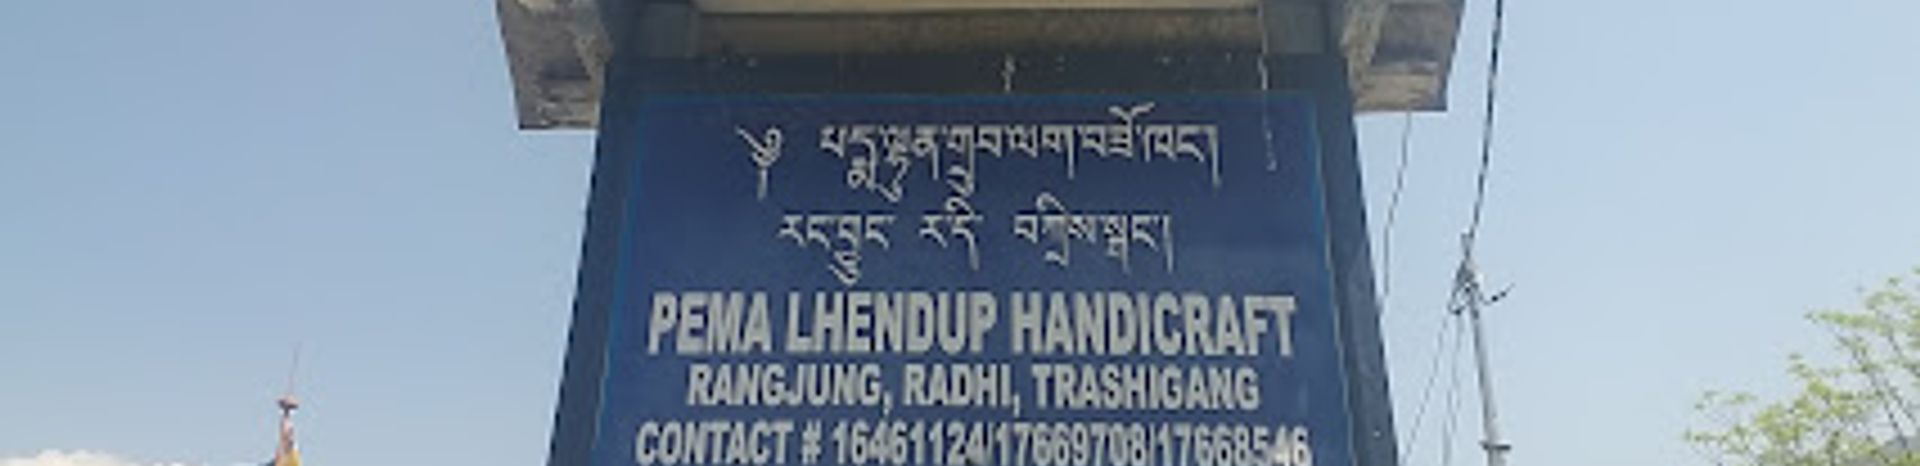 ༄ པདྨ་ལྷུན་གྲུབ་ལག་བཟོ་ཁང་།
རང་བྱུང་ ར་དི་ བཀྲིས་སྒང་།
PEMA LHENDUP HANDICRAFT
RANGJUNG, RADHI, TRASHIGANG
CONTACT # 16461124/17669708/17668546